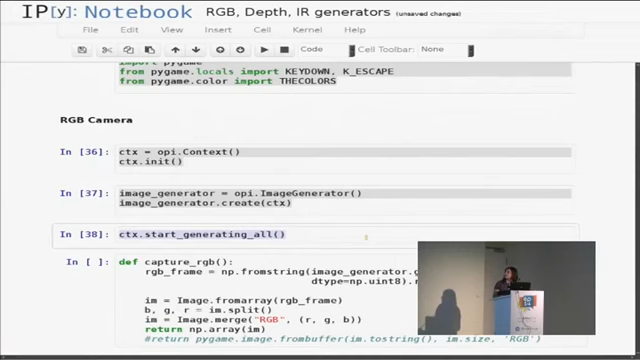 IP[y]: Notebook
RGB, Depth, IR generators (unsaved changes)
File Edit View Insert Cell Kernel Help
Code
Cell Toolbar: None
import pygame
from pygame.locals import KEYDOWN, K_ESCAPE
from pygame.color import THECOLORS
RGB Camera
In [36]: ctx = opi.Context()
ctx.init()
In [37]: image_generator = opi.ImageGenerator()
image_generator.create(ctx)
In [38]: ctx.start_generating_all()
In [ ]: def capture_rgb():
rgb_frame = np.fromstring(image_generator.g
dtype=np.uint8).r
im = Image.fromarray(rgb_frame)
b, g, r = im.split()
im = Image.merge("RGB", (r, g, b))
return np.array(im)
#return pygame.image.frombuffer(im.tostring(), im.size, 'RGB')